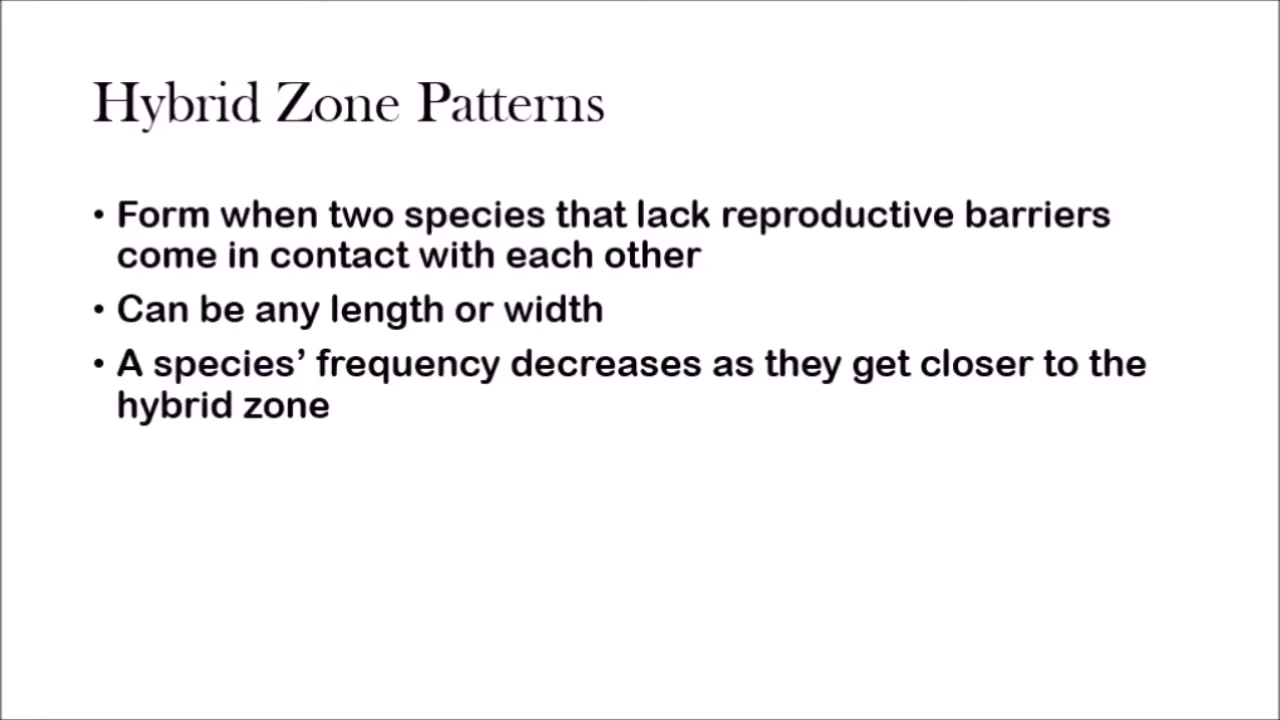 Hybrid Zone Patterns
• Form when two species that lack reproductive barriers
come in contact with each other
• Can be any length or width
• A species’ frequency decreases as they get closer to the
hybrid zone